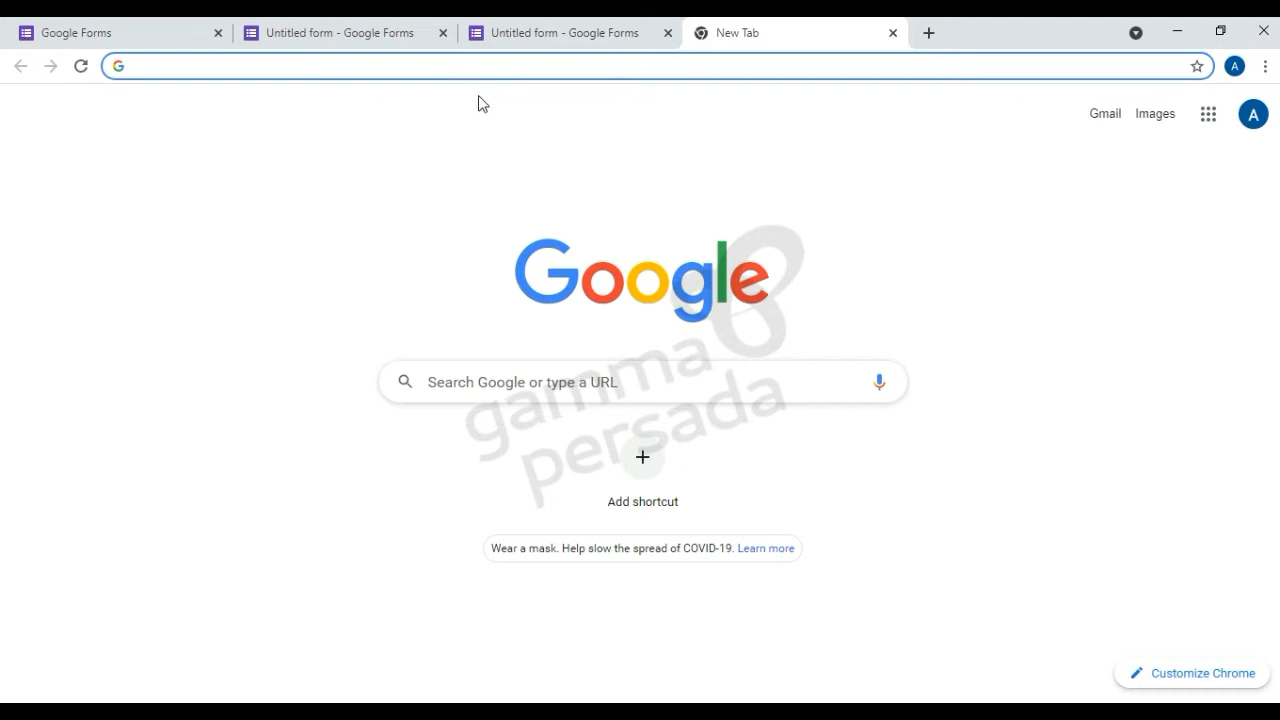 Google Forms
Untitled form - Google Forms
Untitled form - Google Forms
New Tab
A
Gmail
Images
A
Google
Search Google or type a URL
gamma
persada
Add shortcut
Wear a mask. Help slow the spread of COVID-19. Learn more
Customize Chrome